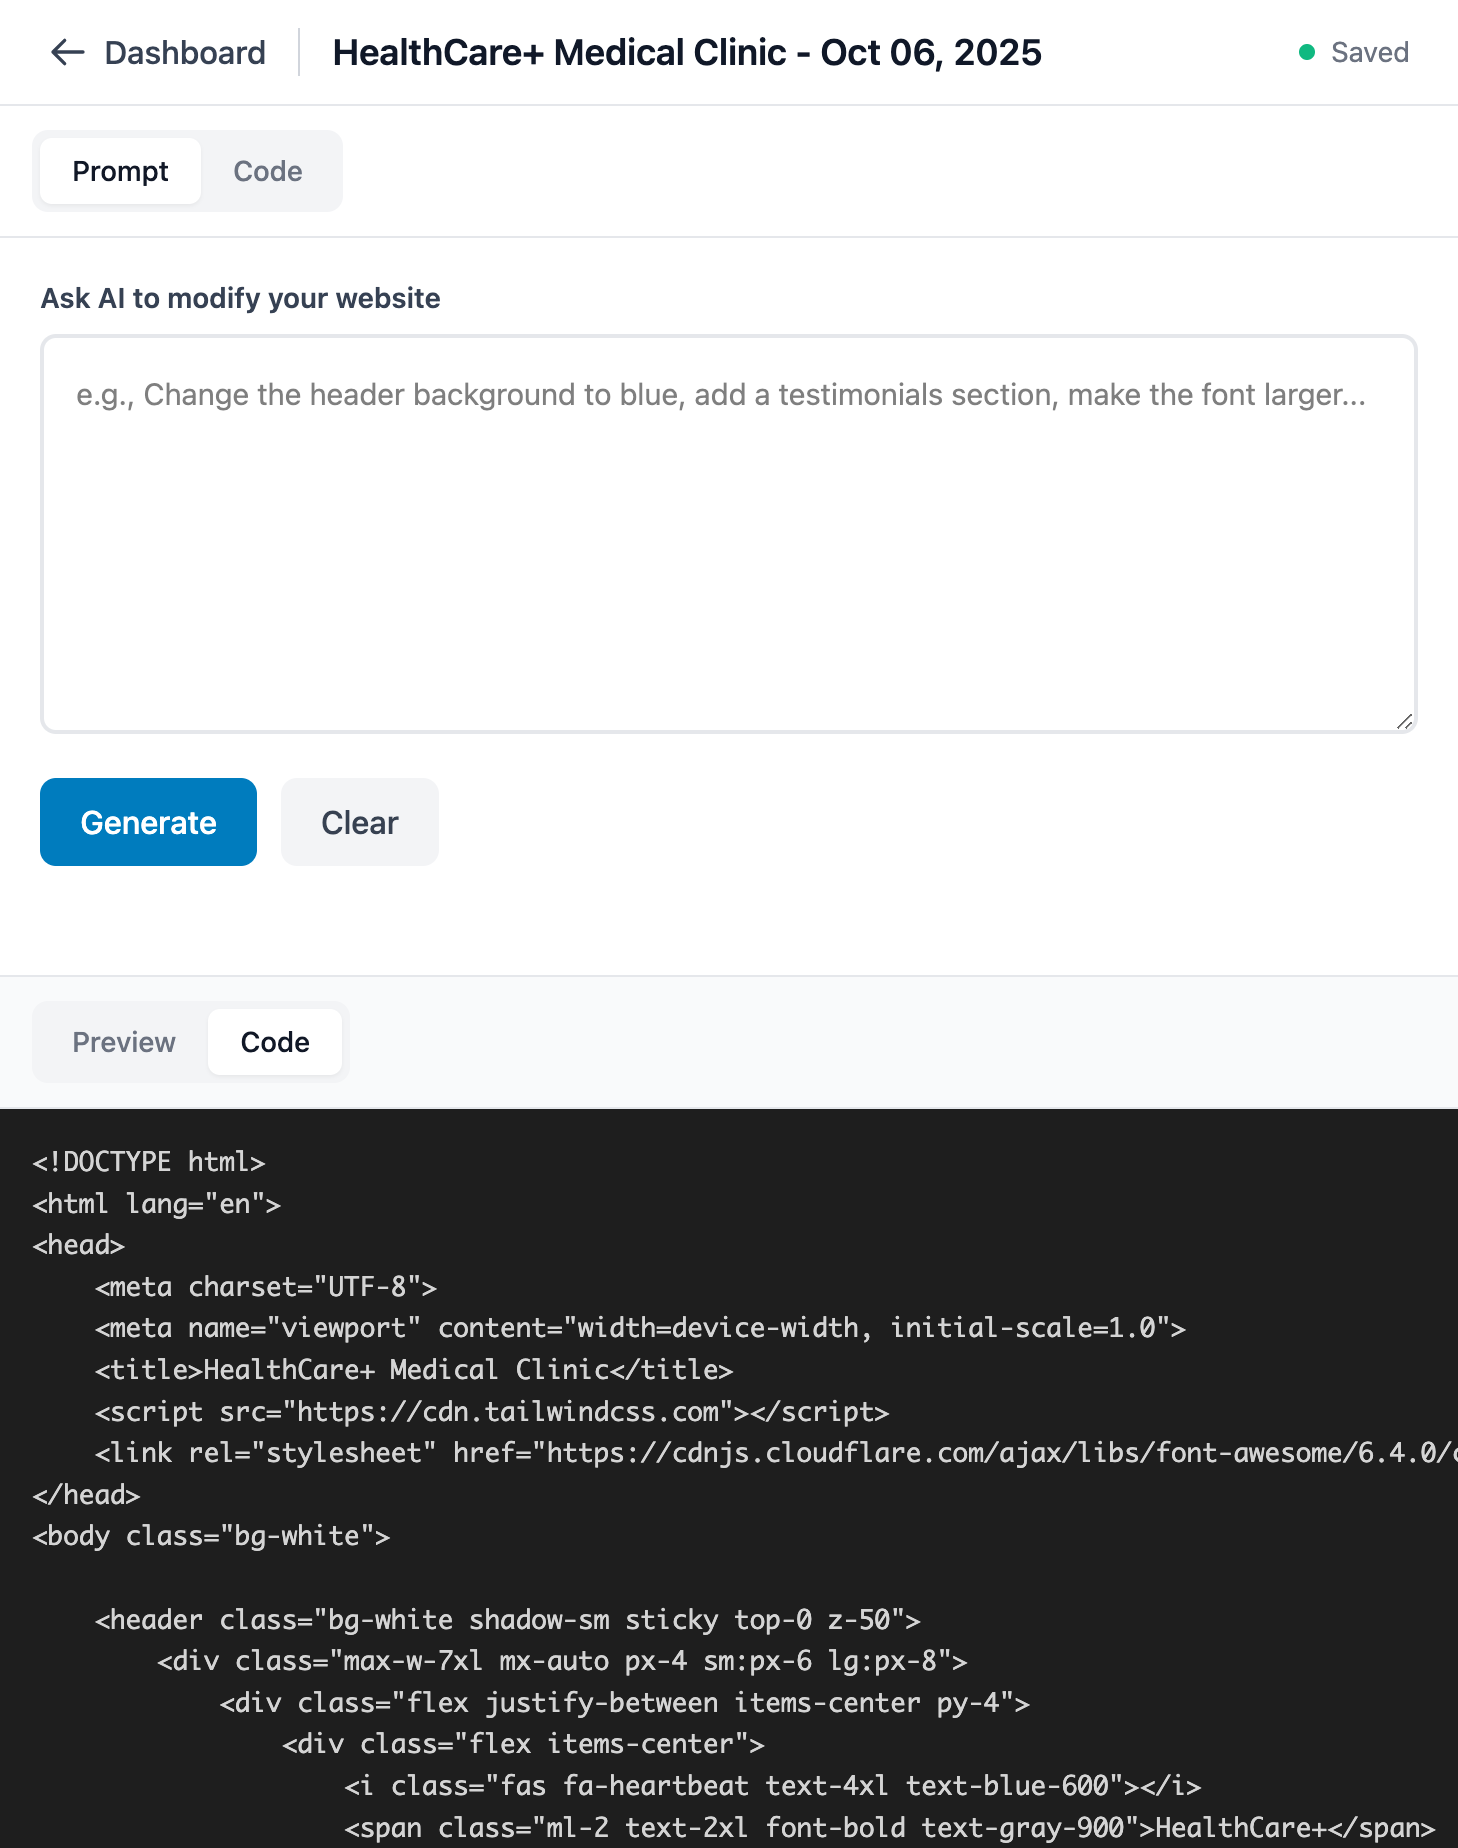 Dashboard
HealthCare+ Medical Clinic - Oct 06, 2025
Saved
Prompt
Code
Ask AI to modify your website
e.g., Change the header background to blue, add a testimonials section, make the font larger...
Generate
Clear
Preview
Code
<!DOCTYPE html>
<html lang="en">
<head>
    <meta charset="UTF-8">
    <meta name="viewport" content="width=device-width, initial-scale=1.0">
    <title>HealthCare+ Medical Clinic</title>
    <script src="https://cdn.tailwindcss.com"></script>
    <link rel="stylesheet" href="https://cdnjs.cloudflare.com/ajax/libs/font-awesome/6.4.0/
</head>
<body class="bg-white">
    <header class="bg-white shadow-sm sticky top-0 z-50">
        <div class="max-w-7xl mx-auto px-4 sm:px-6 lg:px-8">
            <div class="flex justify-between items-center py-4">
                <div class="flex items-center">
                    <i class="fas fa-heartbeat text-4xl text-blue-600"></i>
                    <span class="ml-2 text-2xl font-bold text-gray-900">HealthCare+</span>